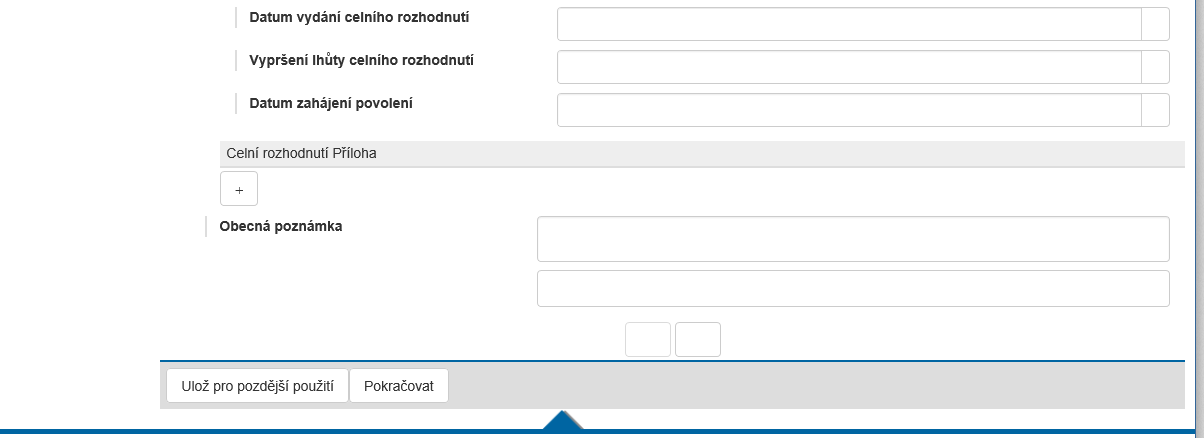 Datum vydání celního rozhodnutí
Vypršení lhůty celního rozhodnutí
Datum zahájení povolení
Celní rozhodnutí Příloha
+
Obecná poznámka
Ulož pro pozdější použití
Pokračovat